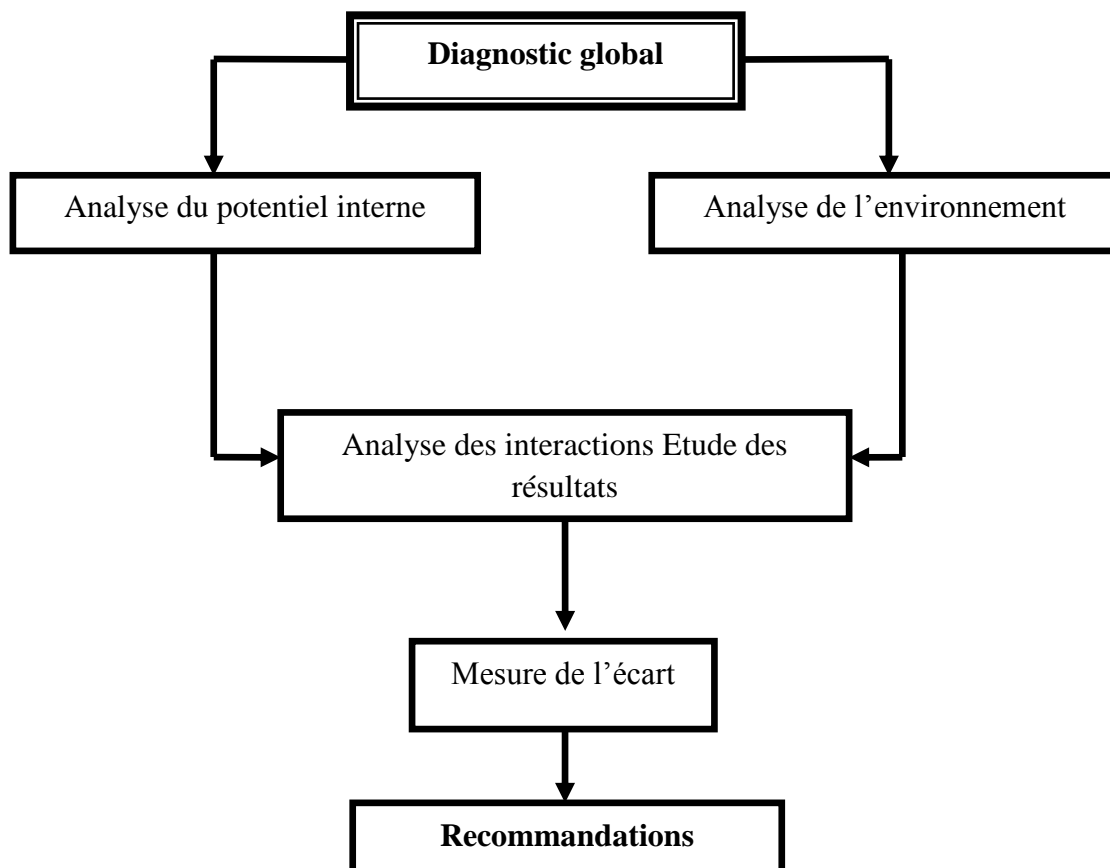 Diagnostic global
Analyse du potentiel interne
Analyse de l’environnement
Analyse des interactions Etude des
résultats
Mesure de l’écart
Recommandations